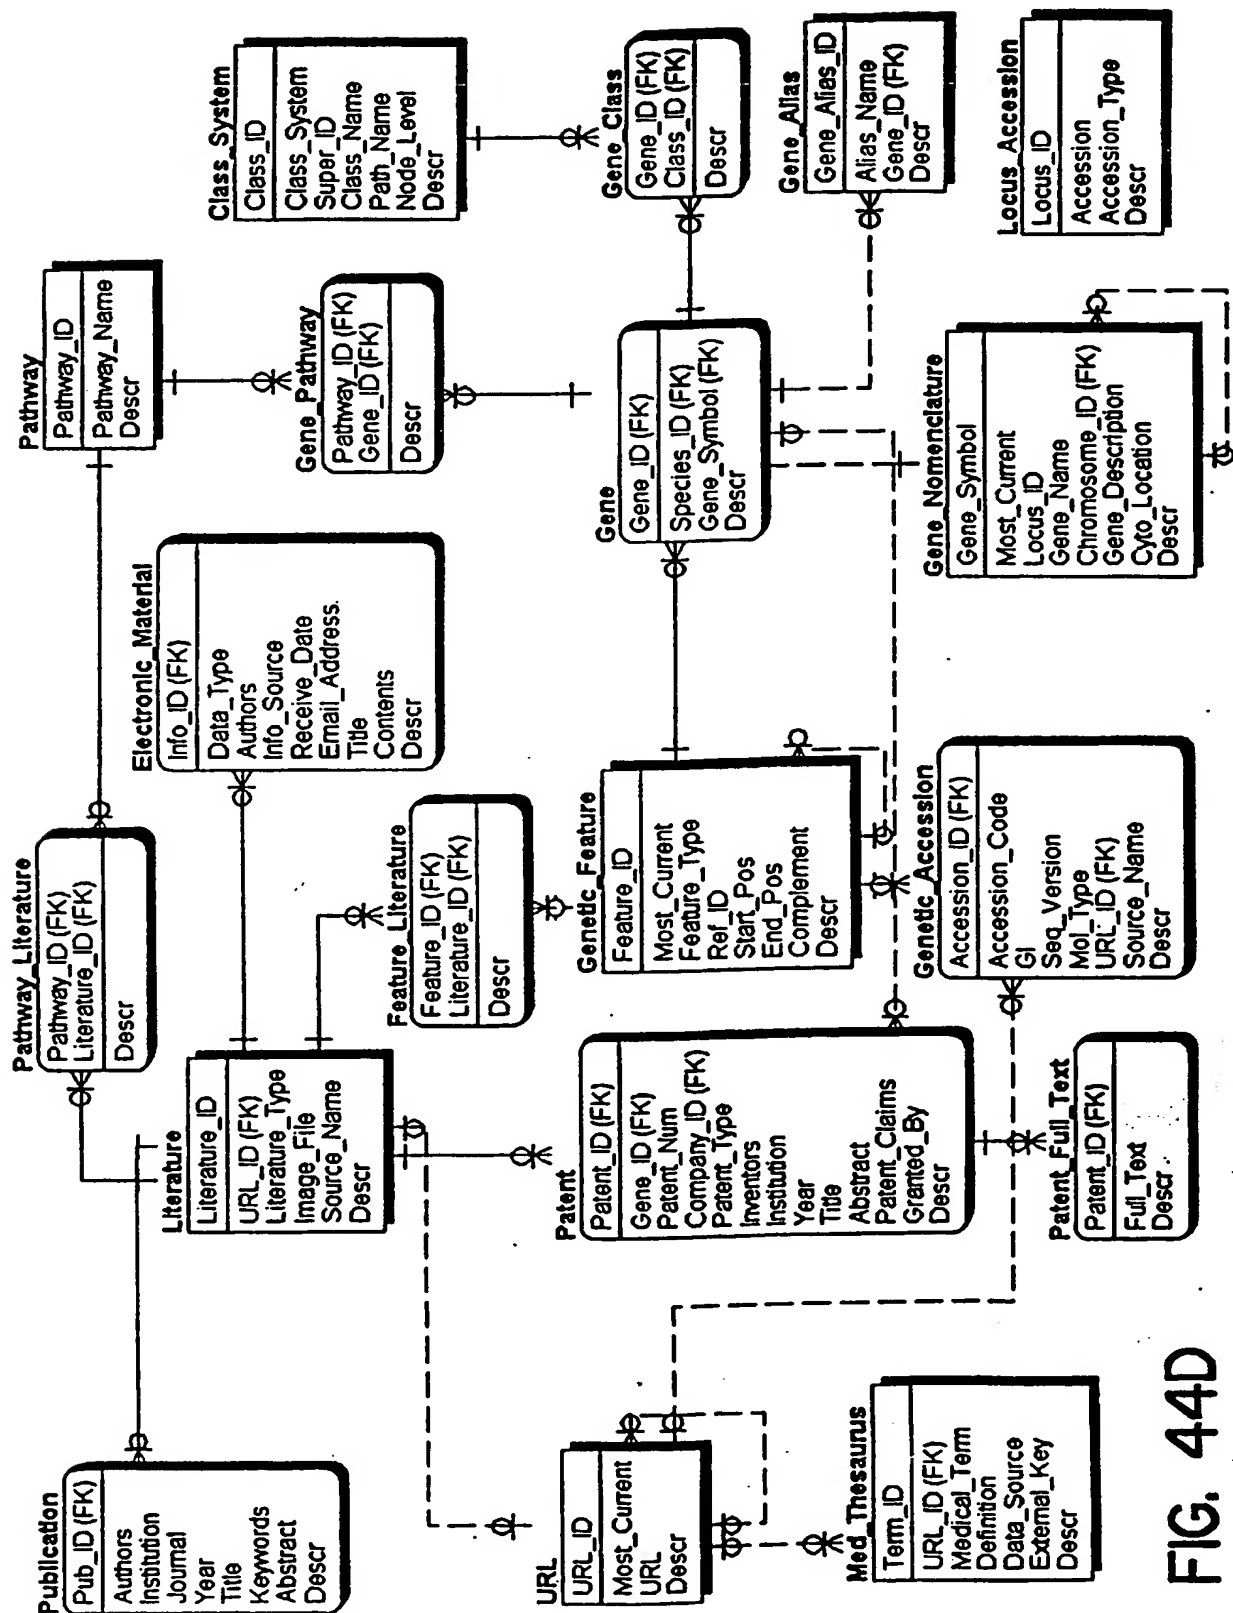 Class_System
Class_ID
Class_System
Super_ID
Class_Name
Path_Name
Node_Level
Descr
Gene_Class
Gene_ID (FK)
Class_ID (FK)
Descr
Gene_Alias
Gene_Alias_ID
Alias_Name
Gene_ID (FK)
Descr
Locus_Accession
Locus_ID
Accession
Accession_Type
Descr
Pathway
Pathway_ID
Pathway_Name
Descr
Gene_Pathway
Pathway_ID (FK)
Gene_ID (FK)
Descr
Gene
Gene_ID (FK)
Species_ID (FK)
Gene_Symbol (FK)
Descr
Gene_Nomenclature
Gene_Symbol
Most_Current
Locus_ID
Gene_Name
Chromosome_ID (FK)
Gene_Description
Cyto_Location
Descr
Electronic_Material
Info_ID (FK)
Data_Type
Authors
Info_Source
Receive_Date
Email_Address.
Title
Contents
Descr
Pathway_Literature
Pathway_ID (FK)
Literature_ID (FK)
Descr
Feature_Literature
Feature_ID (FK)
Literature_ID (FK)
Descr
Genetic_Feature
Feature_ID
Most_Current
Feature_Type
Ref_ID
Start_Pos
End_Pos
Complement
Descr
Genetic_Accession
Accession_ID (FK)
Accession_Code
GI
Seq_Version
Mol_Type
URL_ID (FK)
Source_Name
Descr
Literature
Literature_ID
URL_ID (FK)
Literature_Type
Image_File
Source_Name
Descr
Patent
Patent_ID (FK)
Gene_ID (FK)
Patent_Num
Company_ID (FK)
Patent_Type
Inventors
Institution
Year
Title
Abstract
Patent_Claims
Granted_By
Descr
Patent_Full_Text
Patent_ID (FK)
Full_Text
Descr
Publication
Pub_ID (FK)
Authors
Institution
Journal
Year
Title
Keywords
Abstract
Descr
URL
URL_ID
Most_Current
URL
Descr
Med_Thesaurus
Term_ID
URL_ID (FK)
Medical_Term
Definition
Data_Source
External_Key
Descr
FIG. 44D